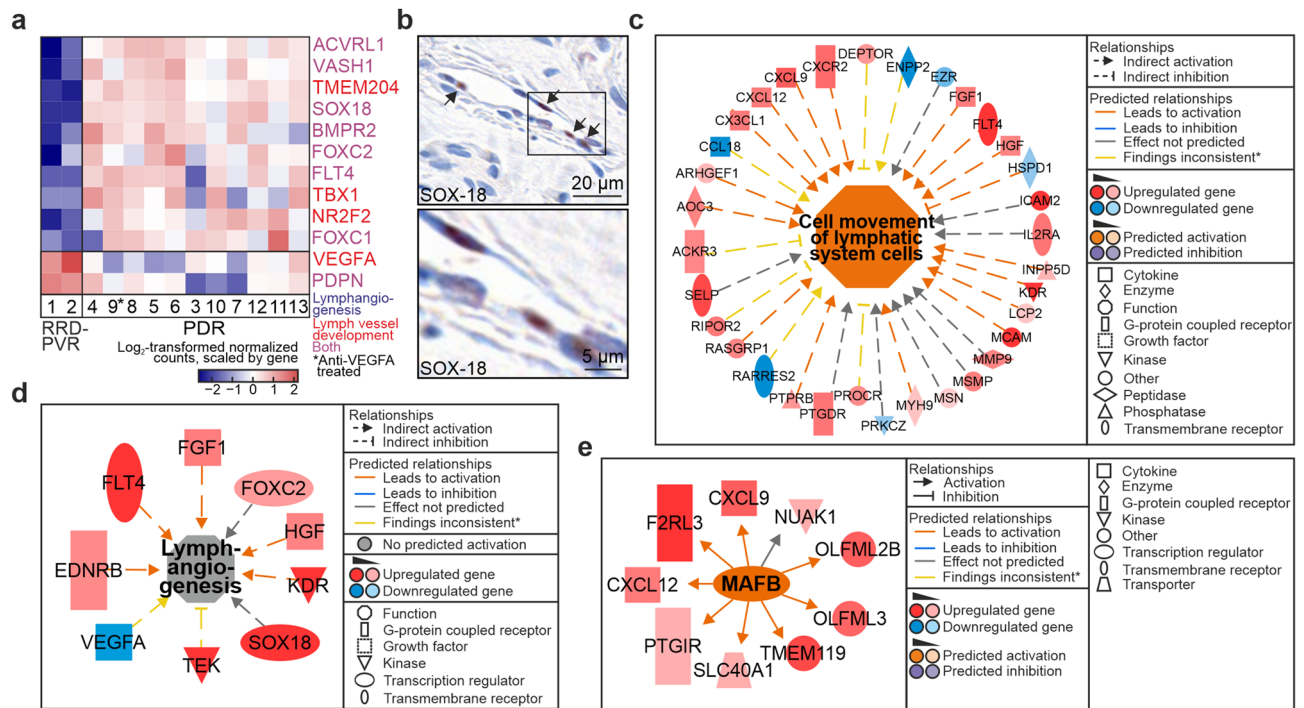 a
ACVRL1
VASH1
TMEM204
SOX18
BMPR2
FOXC2
FLT4
TBX1
NR2F2
FOXC1
VEGFA
PDPN
1 2 4 9* 8 5 6 3 10 7 12 11 13
RRD-
PVR
PDR
Lymphangio-
genesis
Lymph vessel
development
Both
*Anti-VEGFA
treated
Log2-transformed normalized
counts, scaled by gene
−2 −1 0 1 2
b
SOX-18
20 µm
SOX-18
5 µm
c
DEPTOR
ENPP2
EZR
FGF1
FLT4
HGF
HSPD1
ICAM2
IL2RA
INPP5D
KDR
LCP2
MCAM
MMP9
MSMP
MSN
MYH9
PRKCZ
PROCR
PTGDR
PTPRB
RARRES2
RASGRP1
RIPOR2
SELP
ACKR3
AOC3
ARHGEF1
CCL18
CX3CL1
CXCL12
CXCL9
CXCR2
Cell movement
of lymphatic
system cells
Relationships
Indirect activation
Indirect inhibition
Predicted relationships
Leads to activation
Leads to inhibition
Effect not predicted
Findings inconsistent*
Upregulated gene
Downregulated gene
Predicted activation
Predicted inhibition
Cytokine
Enzyme
Function
G-protein coupled receptor
Growth factor
Kinase
Other
Peptidase
Phosphatase
Transmembrane receptor
d
FGF1
FLT4
FOXC2
HGF
EDNRB
KDR
VEGFA
TEK
SOX18
Lymph-
angio-
genesis
Relationships
Indirect activation
Indirect inhibition
Predicted relationships
Leads to activation
Leads to inhibition
Effect not predicted
Findings inconsistent*
No predicted activation
Upregulated gene
Downregulated gene
Function
G-protein coupled receptor
Growth factor
Kinase
Transcription regulator
Transmembrane receptor
e
CXCL9
F2RL3
NUAK1
OLFML2B
CXCL12
MAFB
OLFML3
PTGIR
SLC40A1
TMEM119
Relationships
Activation
Inhibition
Predicted relationships
Leads to activation
Leads to inhibition
Effect not predicted
Findings inconsistent*
Upregulated gene
Downregulated gene
Predicted activation
Predicted inhibition
Cytokine
Enzyme
G-protein coupled receptor
Kinase
Other
Transcription regulator
Transmembrane receptor
Transporter